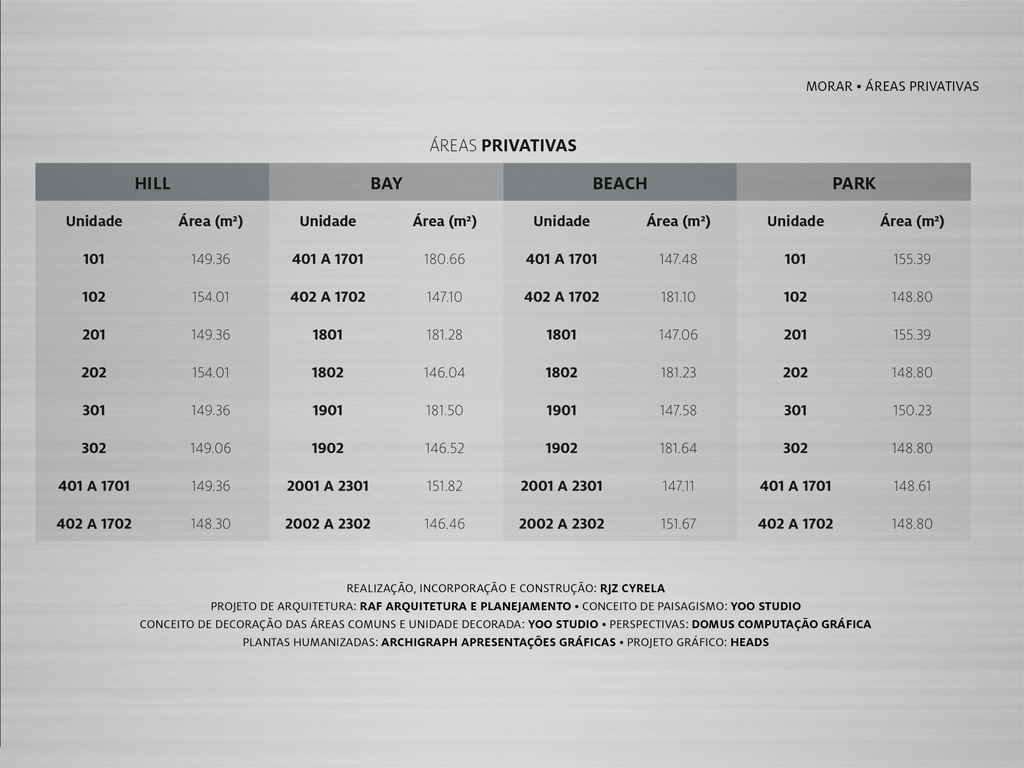 MORAR • ÁREAS PRIVATIVAS
ÁREAS PRIVATIVAS
HILL BAY BEACH PARK
Unidade Área (m²) Unidade Área (m²) Unidade Área (m²) Unidade Área (m²)
101 149.36 401 A 1701 180.66 401 A 1701 147.48 101 155.39
102 154.01 402 A 1702 147.10 402 A 1702 181.10 102 148.80
201 149.36 1801 181.28 1801 147.06 201 155.39
202 154.01 1802 146.04 1802 181.23 202 148.80
301 149.36 1901 181.50 1901 147.58 301 150.23
302 149.06 1902 146.52 1902 181.64 302 148.80
401 A 1701 149.36 2001 A 2301 151.82 2001 A 2301 147.11 401 A 1701 148.61
402 A 1702 148.30 2002 A 2302 146.46 2002 A 2302 151.67 402 A 1702 148.80
REALIZAÇÃO, INCORPORAÇÃO E CONSTRUÇÃO: RJZ CYRELA
PROJETO DE ARQUITETURA: RAF ARQUITETURA E PLANEJAMENTO • CONCEITO DE PAISAGISMO: YOO STUDIO
CONCEITO DE DECORAÇÃO DAS ÁREAS COMUNS E UNIDADE DECORADA: YOO STUDIO • PERSPECTIVAS: DOMUS COMPUTAÇÃO GRÁFICA
PLANTAS HUMANIZADAS: ARCHIGRAPH APRESENTAÇÕES GRÁFICAS • PROJETO GRÁFICO: HEADS